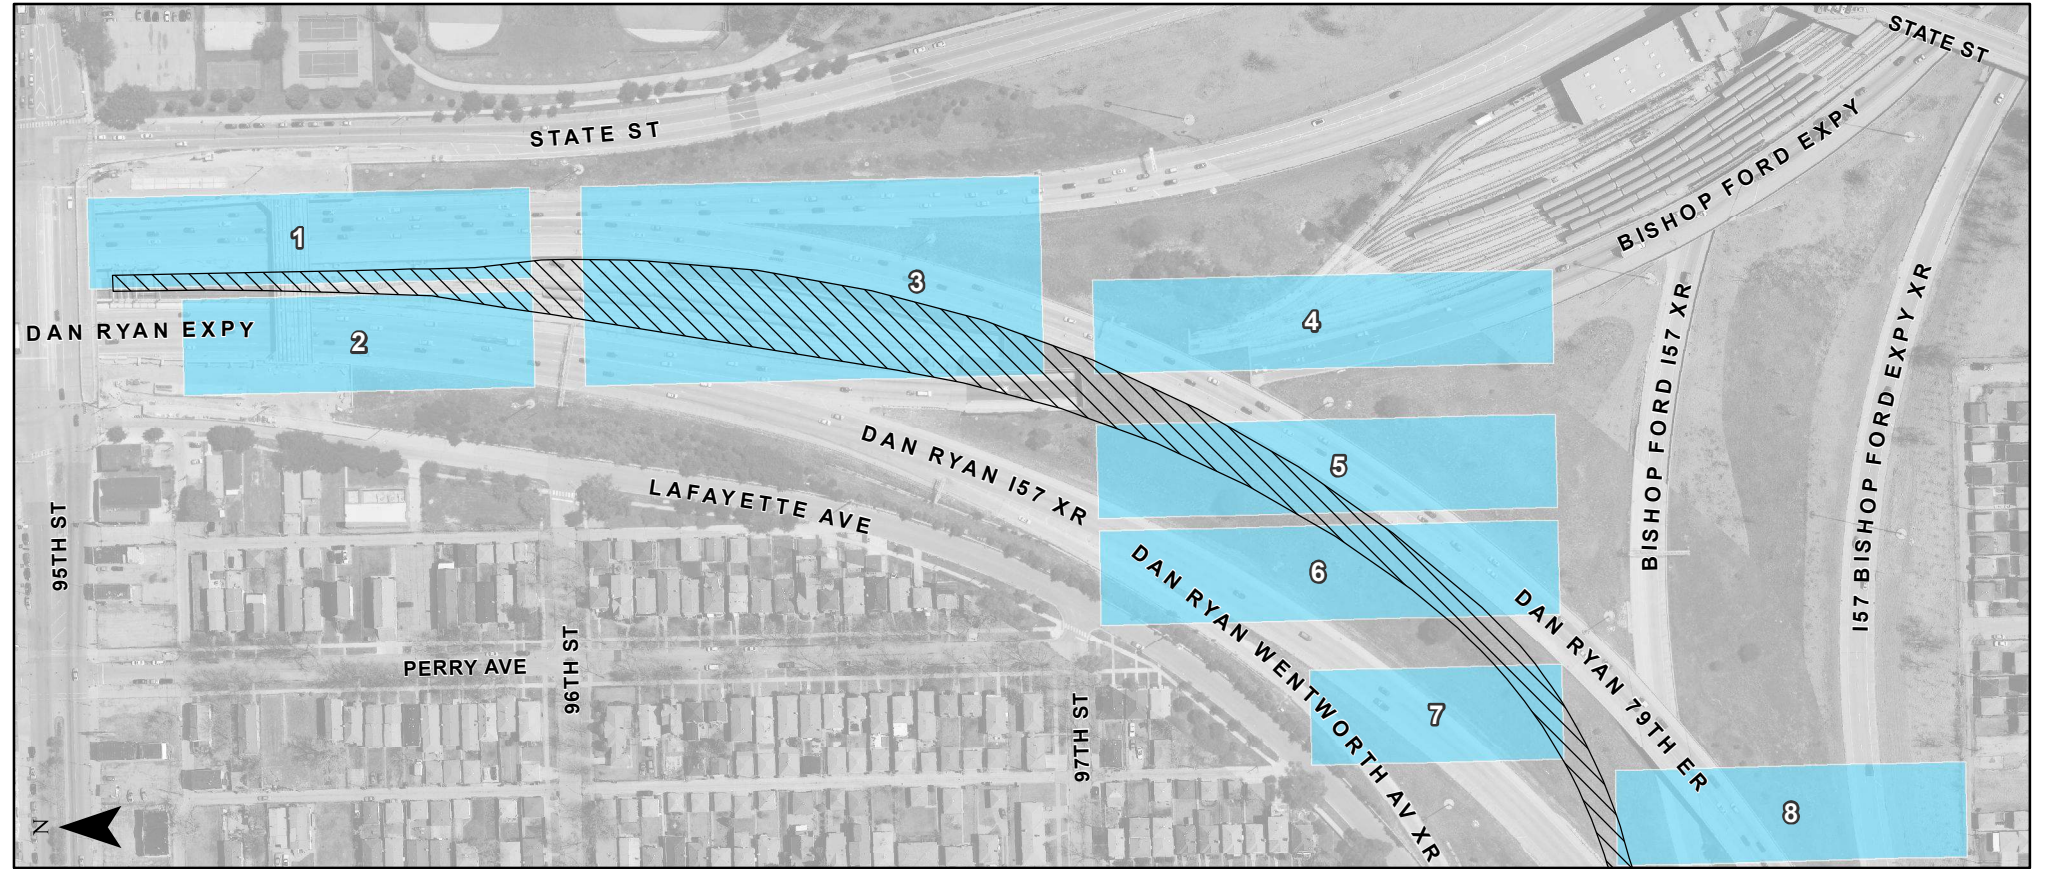 STATE ST
STATE ST
BISHOP FORD EXPY
1
3
2
4
DAN RYAN EXPY
BISHOP FORD I57 XR
I57 BISHOP FORD EXPY XR
DAN RYAN I57 XR
5
LAFAYETTE AVE
95TH ST
6
DAN RYAN WENTWORTH AV XR
DAN RYAN 79TH ER
PERRY AVE
96TH ST
97TH ST
7
8
N